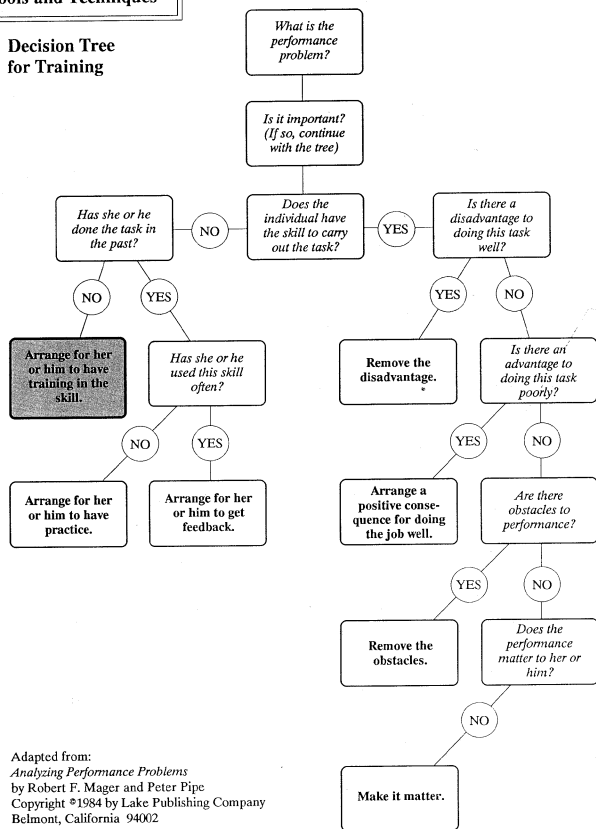 ools and Techniques
Decision Tree
for Training
What is the
performance
problem?
Is it important?
(If so, continue
with the tree)
Does the
individual have
the skill to carry
out the task?
NO
YES
Has she or he
done the task in
the past?
Is there a
disadvantage to
doing this task
well?
NO
YES
YES
NO
Arrange for her
or him to have
training in the
skill.
Has she or he
used this skill
often?
Remove the
disadvantage.
Is there an
advantage to
doing this task
poorly?
NO
YES
YES
NO
Arrange for her
or him to have
practice.
Arrange for her
or him to get
feedback.
Arrange a
positive conse-
quence for doing
the job well.
Are there
obstacles to
performance?
YES
NO
Remove the
obstacles.
Does the
performance
matter to her or
him?
NO
Make it matter.
Adapted from:
Analyzing Performance Problems
by Robert F. Mager and Peter Pipe
Copyright ©1984 by Lake Publishing Company
Belmont, California 94002